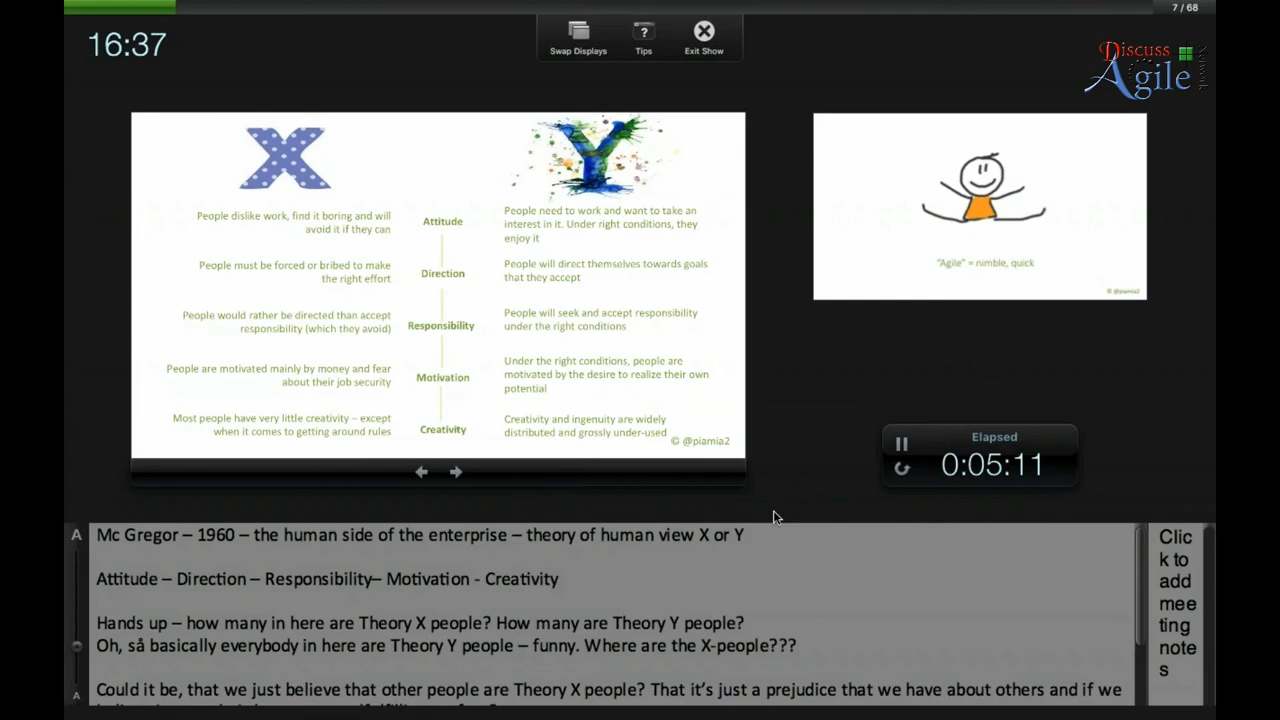 7 / 68
16:37
Swap Displays
Tips
Exit Show
Discuss
Agile
X
Y
People dislike work, find it boring and will
avoid it if they can
Attitude
People need to work and want to take an
interest in it. Under right conditions, they
enjoy it
People must be forced or bribed to make
the right effort
Direction
People will direct themselves towards goals
that they accept
People would rather be directed than accept
responsibility (which they avoid)
Responsibility
People will seek and accept responsibility
under the right conditions
People are motivated mainly by money and fear
about their job security
Motivation
Under the right conditions, people are
motivated by the desire to realize their own
potential
Most people have very little creativity – except
when it comes to getting around rules
Creativity
Creativity and ingenuity are widely
distributed and grossly under-used
© @piamia2
"Agile" = nimble, quick
© @piamia2
Elapsed
0:05:11
A
A
Mc Gregor – 1960 – the human side of the enterprise – theory of human view X or Y
Attitude – Direction – Responsibility– Motivation - Creativity
Hands up – how many in here are Theory X people? How many are Theory Y people?
Oh, så basically everybody in here are Theory Y people – funny. Where are the X-people???
Could it be, that we just believe that other people are Theory X people? That it's just a prejudice that we have about others and if we
Clic
k to
add
mee
ting
note
s